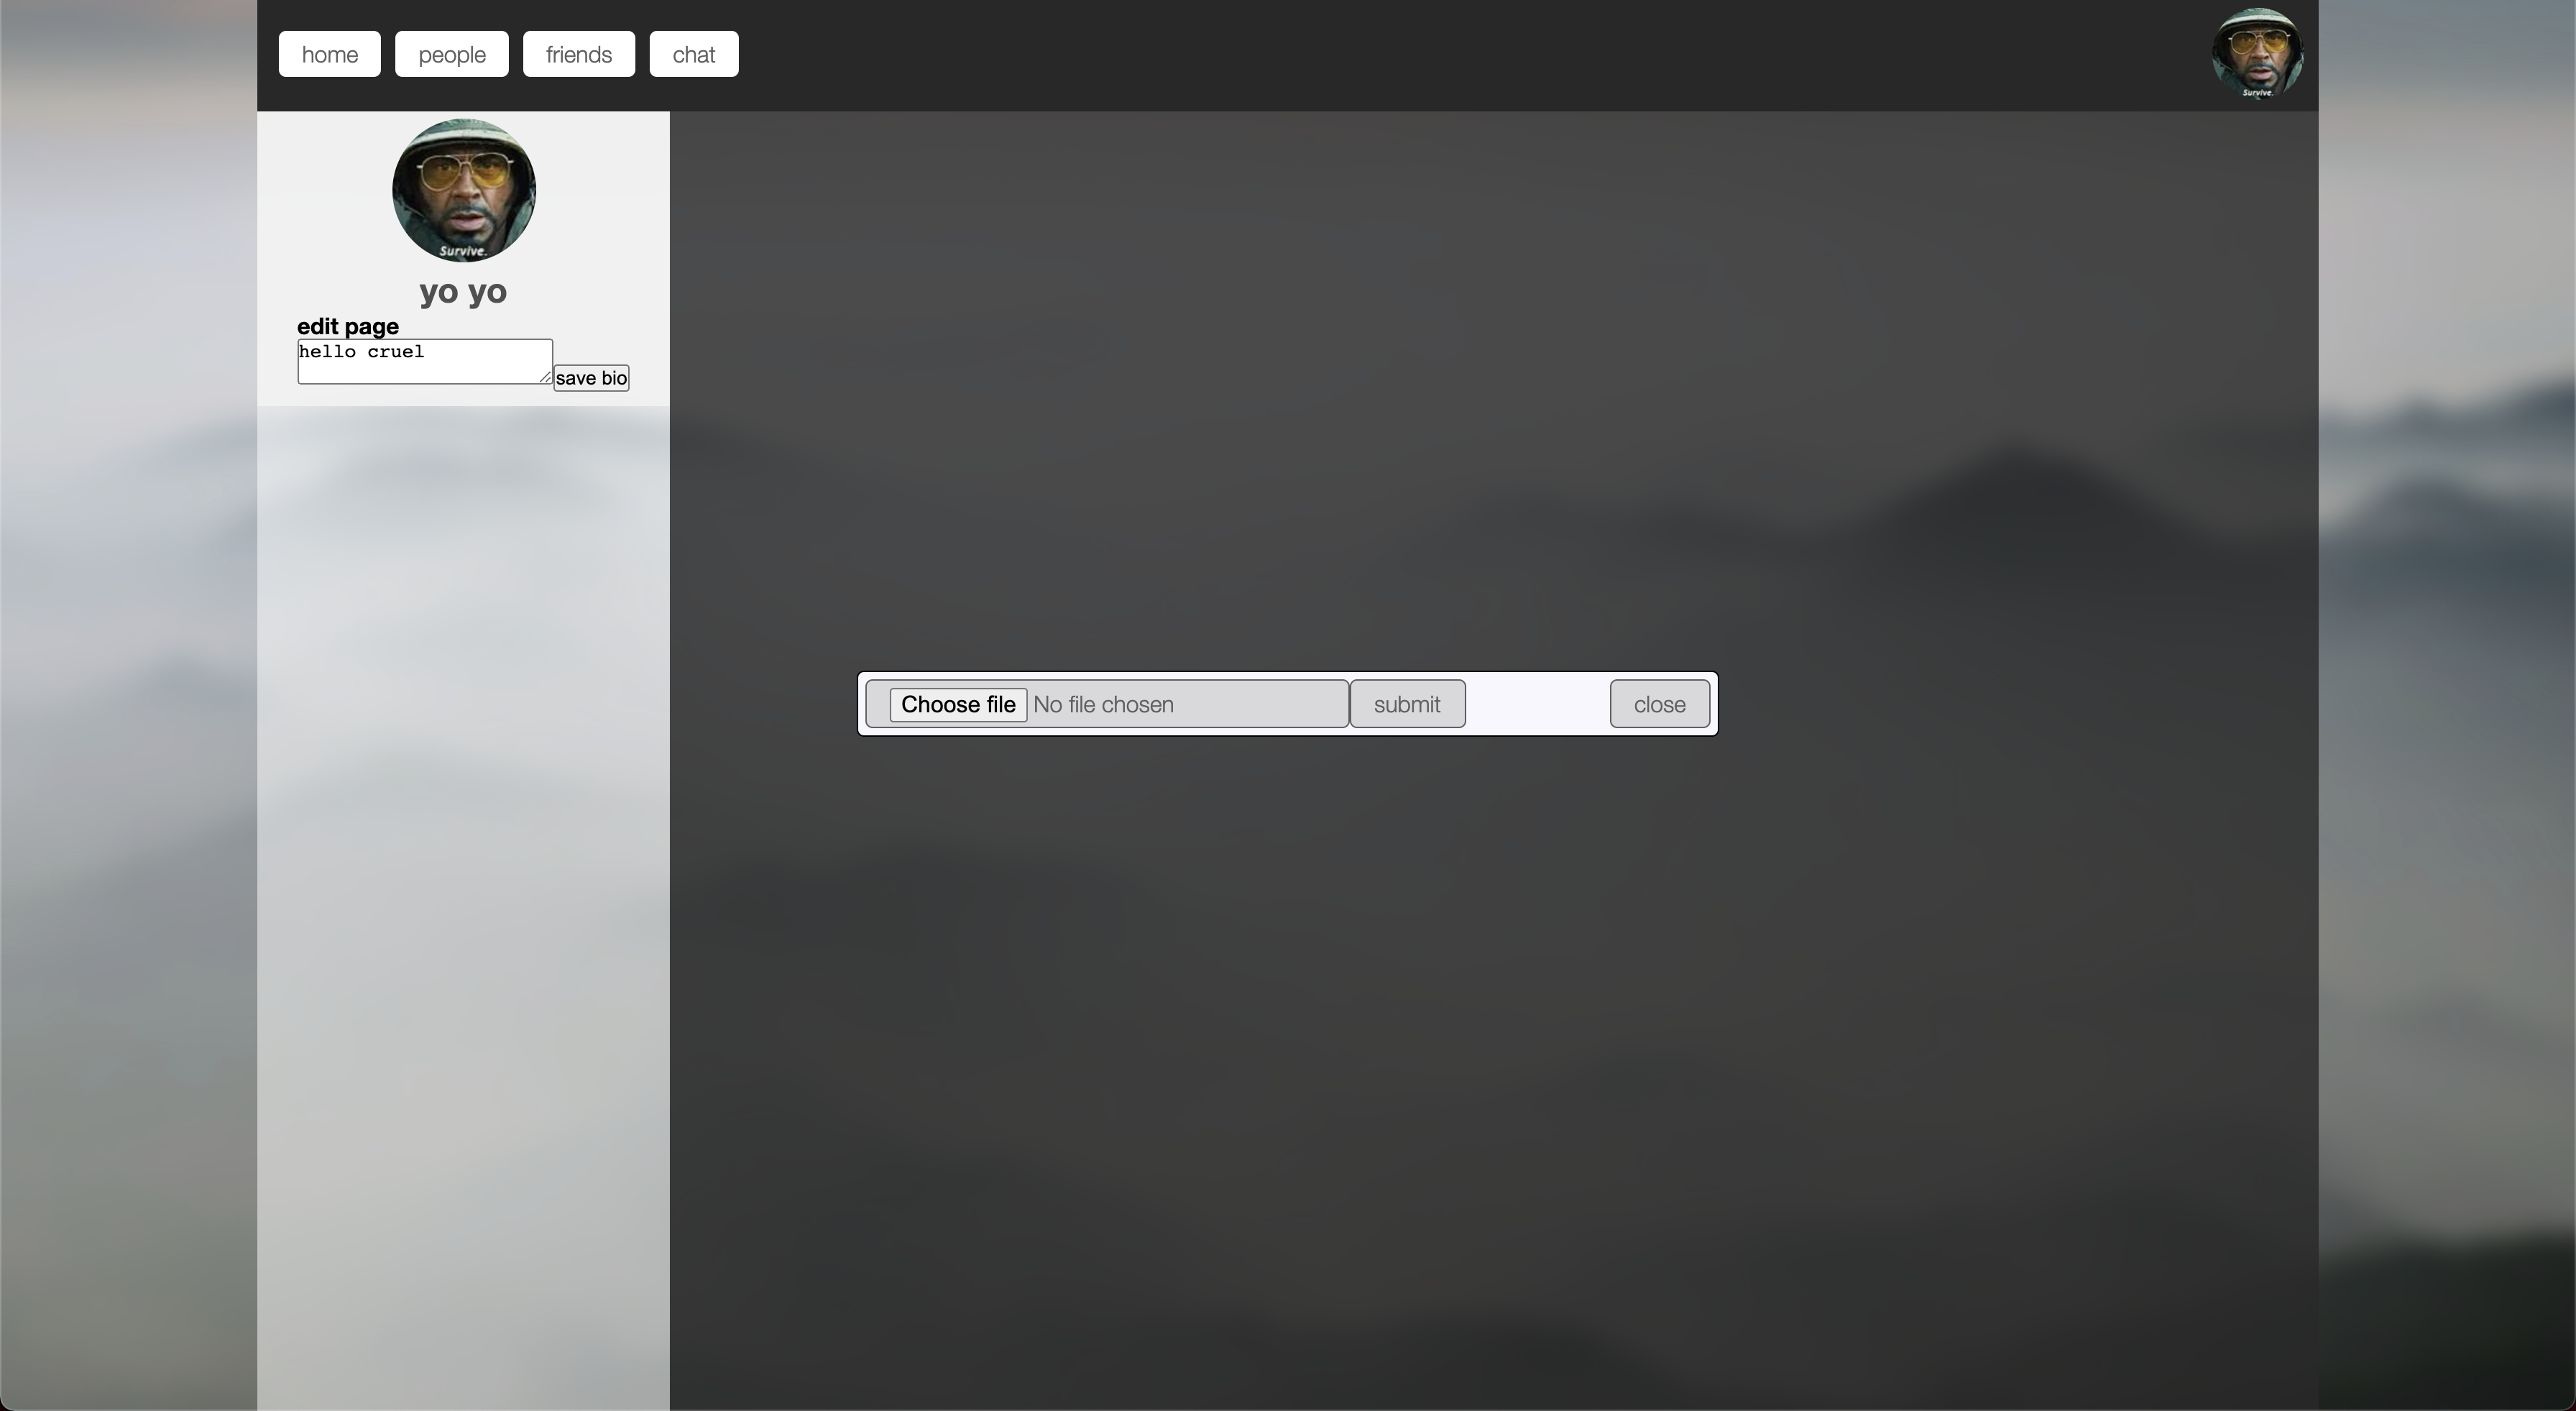 home people friends chat
Survive.
Survive.
yo yo
edit page
hello cruel
save bio
Choose file No file chosen submit close